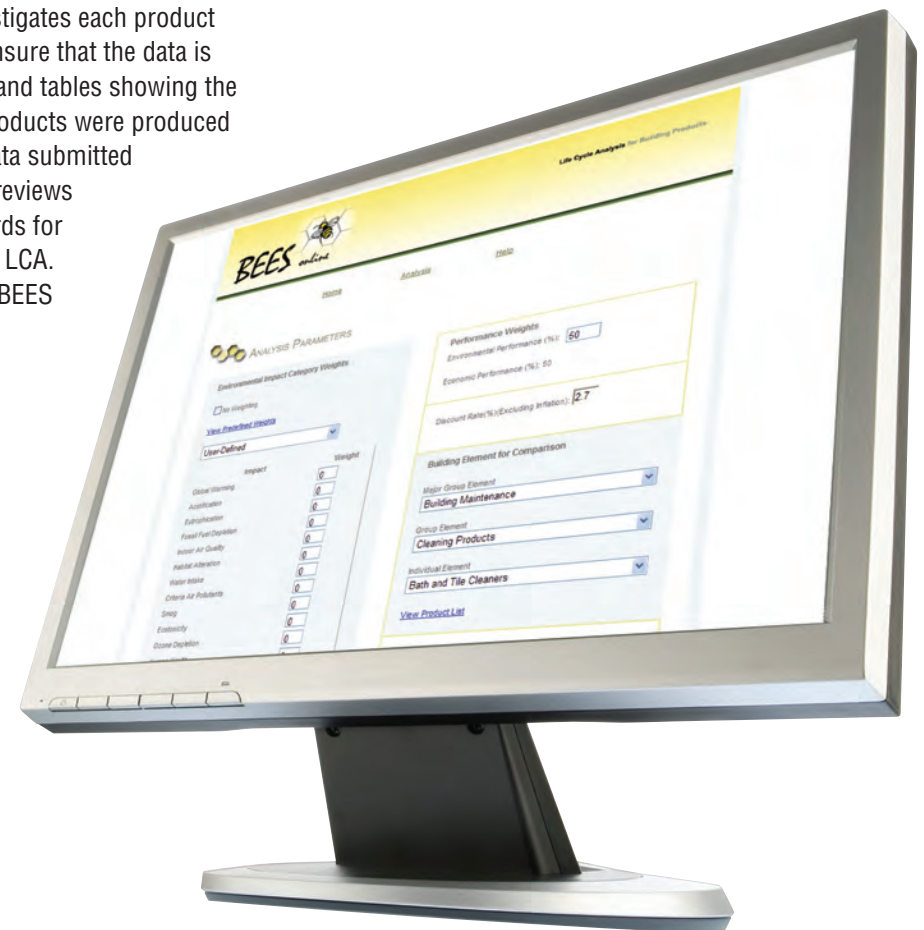 stigates each product
nsure that the data is
and tables showing the
oducts were produced
ata submitted
reviews
rds for
LCA.
BEES
Life Cycle Analysis for Building Products
BEES online
Home
Analysis
Help
ANALYSIS PARAMETERS
Environmental Impact Category Weights
No Weighting
View Predefined Weights
User-Defined
Impact Weight
Global Warming 0
Acidification 0
Eutrophication 0
Fossil Fuel Depletion 0
Indoor Air Quality 0
Habitat Alteration 0
Water Intake 0
Criteria Air Pollutants 0
Smog 0
Ecotoxicity 0
Ozone Depletion
Performance Weights
Environmental Performance (%): 50
Economic Performance (%): 50
Discount Rate(%)(Excluding Inflation): 2.7
Building Element for Comparison
Major Group Element
Building Maintenance
Group Element
Cleaning Products
Individual Element
Bath and Tile Cleaners
View Product List